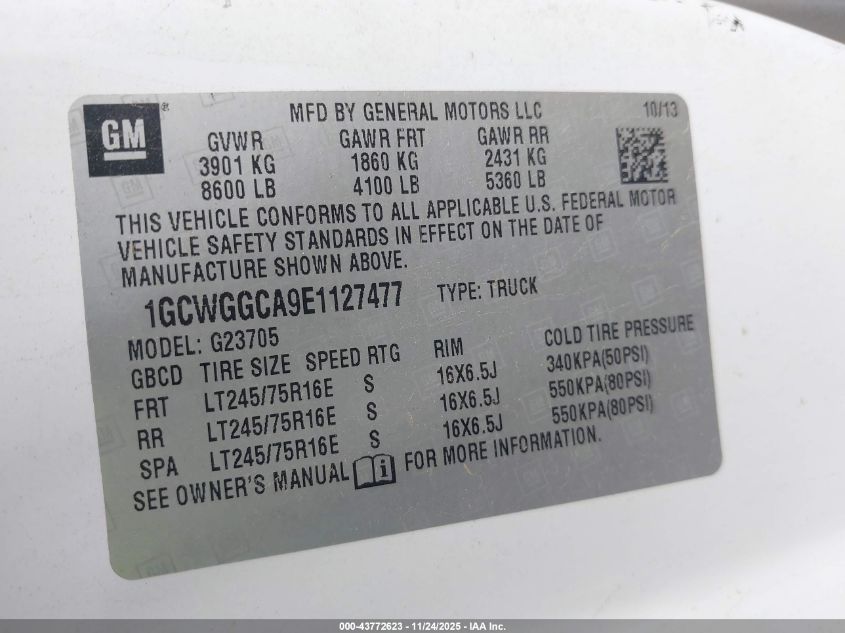 GM
MFD BY GENERAL MOTORS LLC 10/13
GVWR GAWR FRT GAWR RR
3901 KG 1860 KG 2431 KG
8600 LB 4100 LB 5360 LB
THIS VEHICLE CONFORMS TO ALL APPLICABLE U.S. FEDERAL MOTOR
VEHICLE SAFETY STANDARDS IN EFFECT ON THE DATE OF
MANUFACTURE SHOWN ABOVE.
1GCWGGCA9E1127477 TYPE: TRUCK
MODEL: G23705
GBCD TIRE SIZE SPEED RTG RIM COLD TIRE PRESSURE
FRT LT245/75R16E S 16X6.5J 340KPA(50PSI)
RR LT245/75R16E S 16X6.5J 550KPA(80PSI)
SPA LT245/75R16E S 16X6.5J 550KPA(80PSI)
SEE OWNER'S MANUAL i FOR MORE INFORMATION.
000-43772623 - 11/24/2025 - IAA Inc.